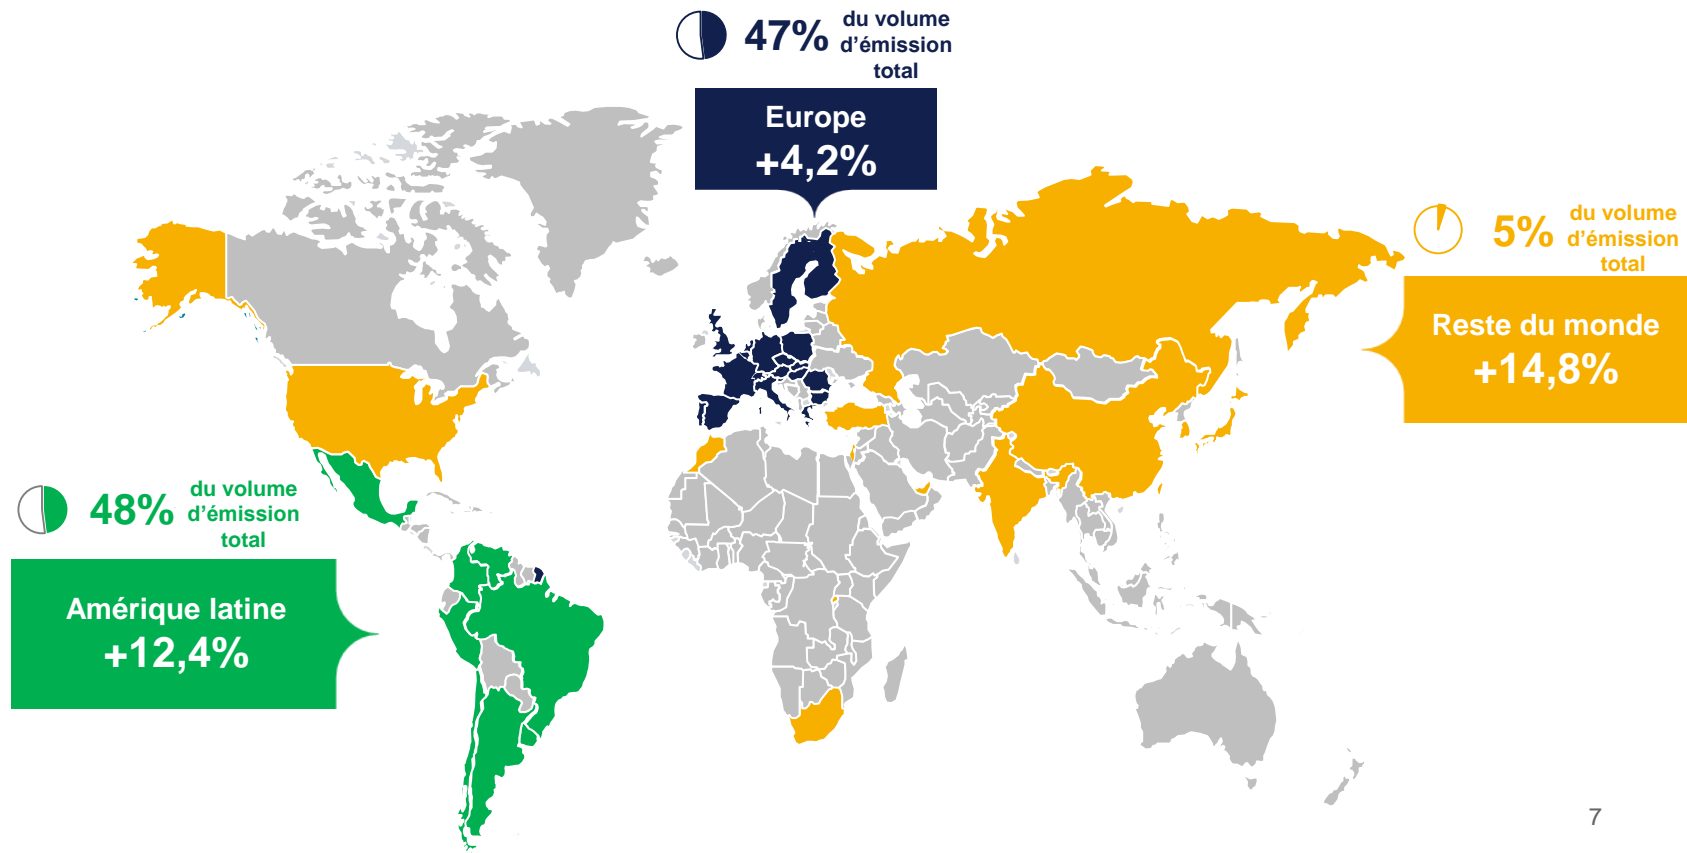 47%
du volume
d’émission
total
Europe
+4,2%
5%
du volume
d’émission
total
Reste du monde
+14,8%
48%
du volume
d’émission
total
Amérique latine
+12,4%
7